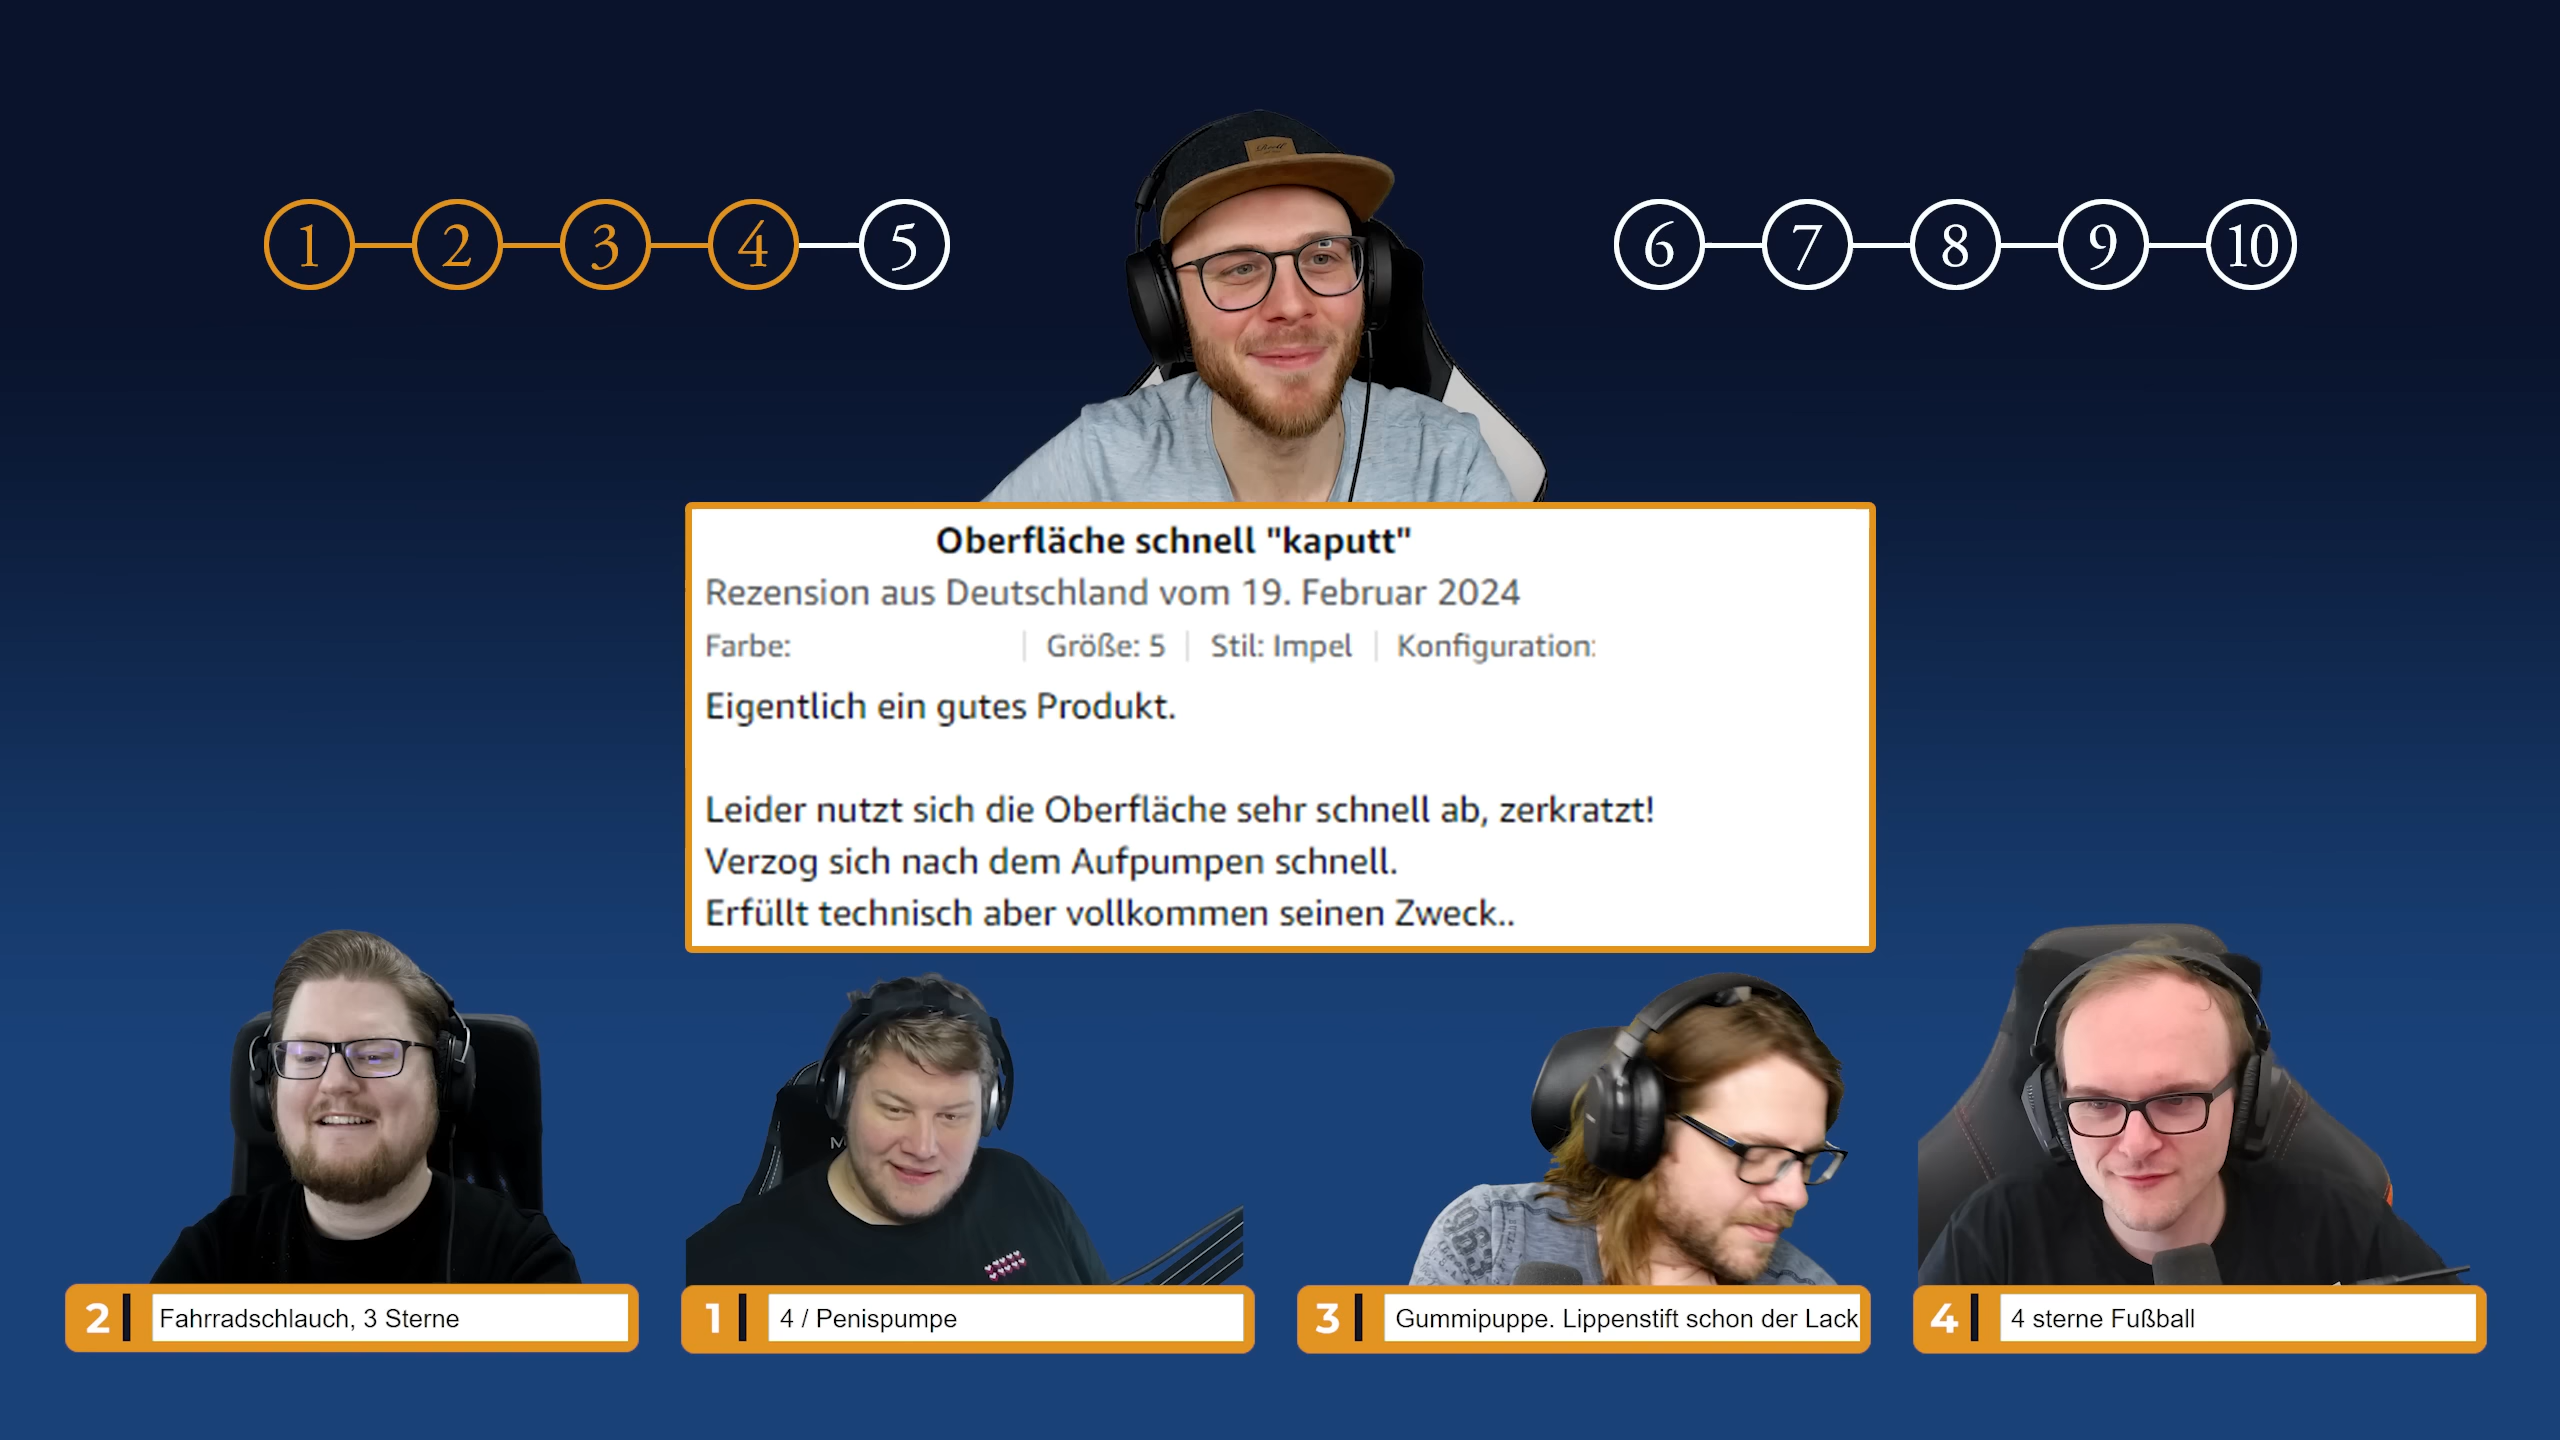 1 2 3 4 5
6 7 8 9 10
Oberfläche schnell "kaputt"
Rezension aus Deutschland vom 19. Februar 2024
Farbe: | Größe: 5 | Stil: Impel | Konfiguration:
Eigentlich ein gutes Produkt.
Leider nutzt sich die Oberfläche sehr schnell ab, zerkratzt!
Verzog sich nach dem Aufpumpen schnell.
Erfüllt technisch aber vollkommen seinen Zweck..
2 | Fahrradschlauch, 3 Sterne
1 | 4 / Penispumpe
3 | Gummipuppe. Lippenstift schon der Lack
4 | 4 sterne Fußball